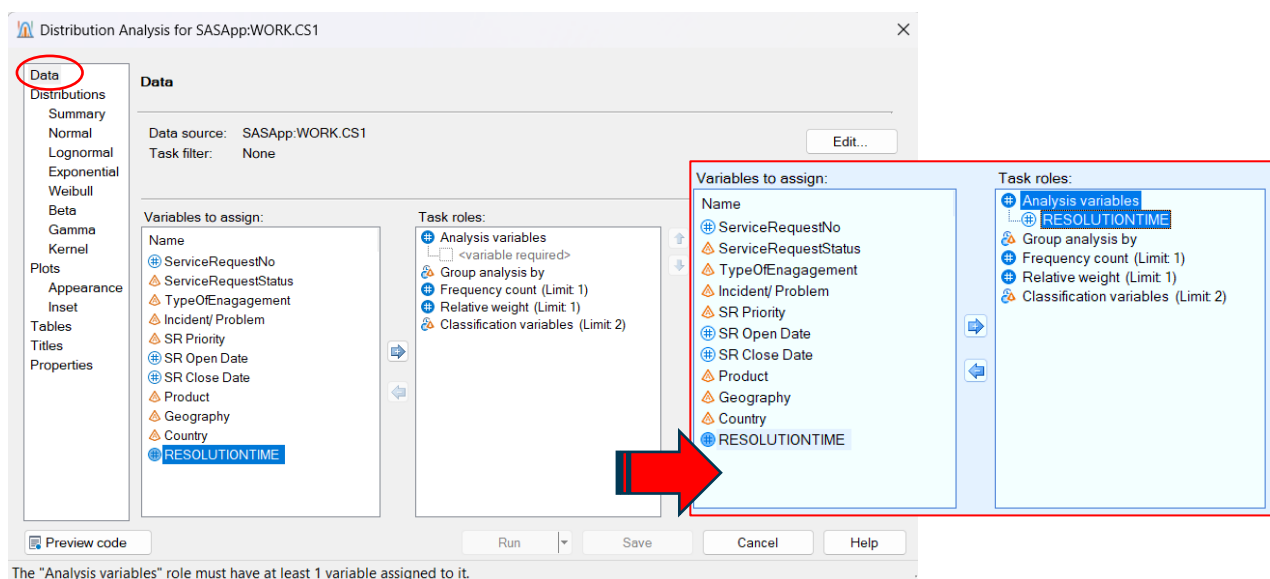 Distribution Analysis for SASApp:WORK.CS1
Data
Distributions
Summary
Normal
Lognormal
Exponential
Weibull
Beta
Gamma
Kernel
Plots
Appearance
Inset
Tables
Titles
Properties
Data
Data source: SASApp:WORK.CS1
Task filter: None
Edit...
Variables to assign:
Name
ServiceRequestNo
ServiceRequestStatus
TypeOfEnagagement
Incident/ Problem
SR Priority
SR Open Date
SR Close Date
Product
Geography
Country
RESOLUTIONTIME
Task roles:
Analysis variables
<variable required>
Group analysis by
Frequency count (Limit: 1)
Relative weight (Limit: 1)
Classification variables (Limit: 2)
Variables to assign:
Name
ServiceRequestNo
ServiceRequestStatus
TypeOfEnagagement
Incident/ Problem
SR Priority
SR Open Date
SR Close Date
Product
Geography
Country
RESOLUTIONTIME
Task roles:
Analysis variables
RESOLUTIONTIME
Group analysis by
Frequency count (Limit: 1)
Relative weight (Limit: 1)
Classification variables (Limit: 2)
Preview code
Run
Save
Cancel
Help
The "Analysis variables" role must have at least 1 variable assigned to it.